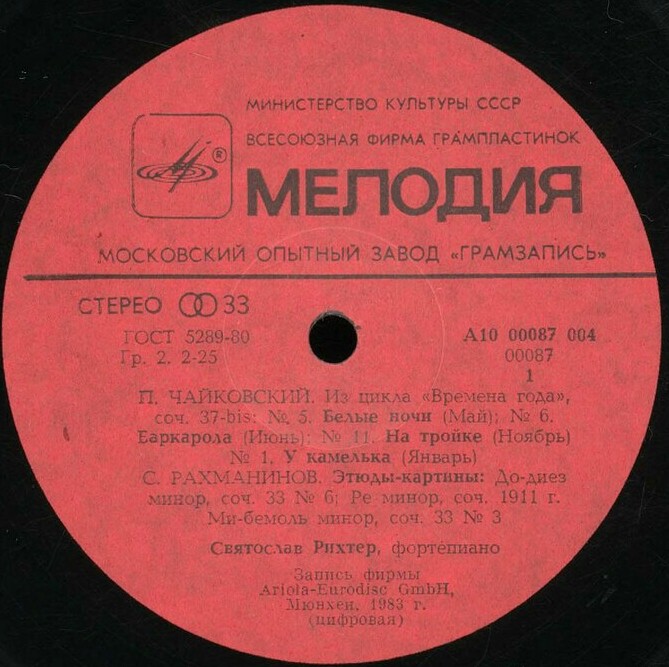 МИНИСТЕРСТВО КУЛЬТУРЫ СССР
ВСЕСОЮЗНАЯ ФИРМА ГРАМПЛАСТИНОК
®
МЕЛОДИЯ
МОСКОВСКИЙ ОПЫТНЫЙ ЗАВОД «ГРАМЗАПИСЬ»
СТЕРЕО 33
ГОСТ 5289-80
Гр. 2. 2-25
А10 00087 004
00087
1
П. ЧАЙКОВСКИЙ. Из цикла «Времена года»,
соч. 37-bis: № 5. Белые ночи (Май); № 6.
Баркарола (Июнь); № 11. На тройке (Ноябрь)
№ 1. У камелька (Январь)
С. РАХМАНИНОВ. Этюды-картины: До-диез
минор, соч. 33 № 6; Ре минор, соч. 1911 г.
Ми-бемоль минор, соч. 33 № 3
Святослав Рихтер, фортепиано
Запись фирмы
Ariola-Eurodisc GmbH,
Мюнхен, 1983 г.
(цифровая)